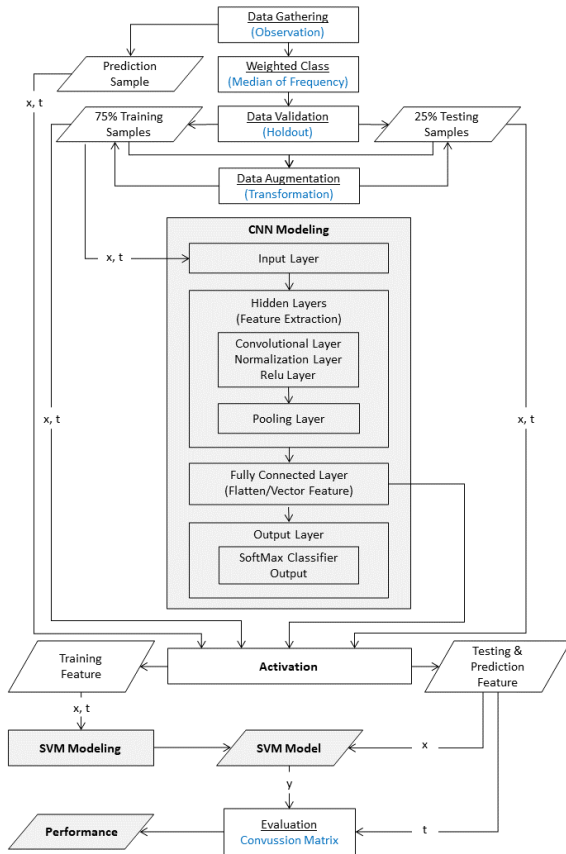 Data Gathering
(Observation)
Prediction
Sample
Weighted Class
(Median of Frequency)
x, t
75% Training
Samples
Data Validation
(Holdout)
25% Testing
Samples
Data Augmentation
(Transformation)
CNN Modeling
x, t
Input Layer
Hidden Layers
(Feature Extraction)
Convolutional Layer
Normalization Layer
Relu Layer
Pooling Layer
x, t
x, t
Fully Connected Layer
(Flatten/Vector Feature)
Output Layer
SoftMax Classifier
Output
Training
Feature
Activation
Testing &
Prediction
Feature
x, t
SVM Modeling
SVM Model
x
y
Performance
Evaluation
Convussion Matrix
t